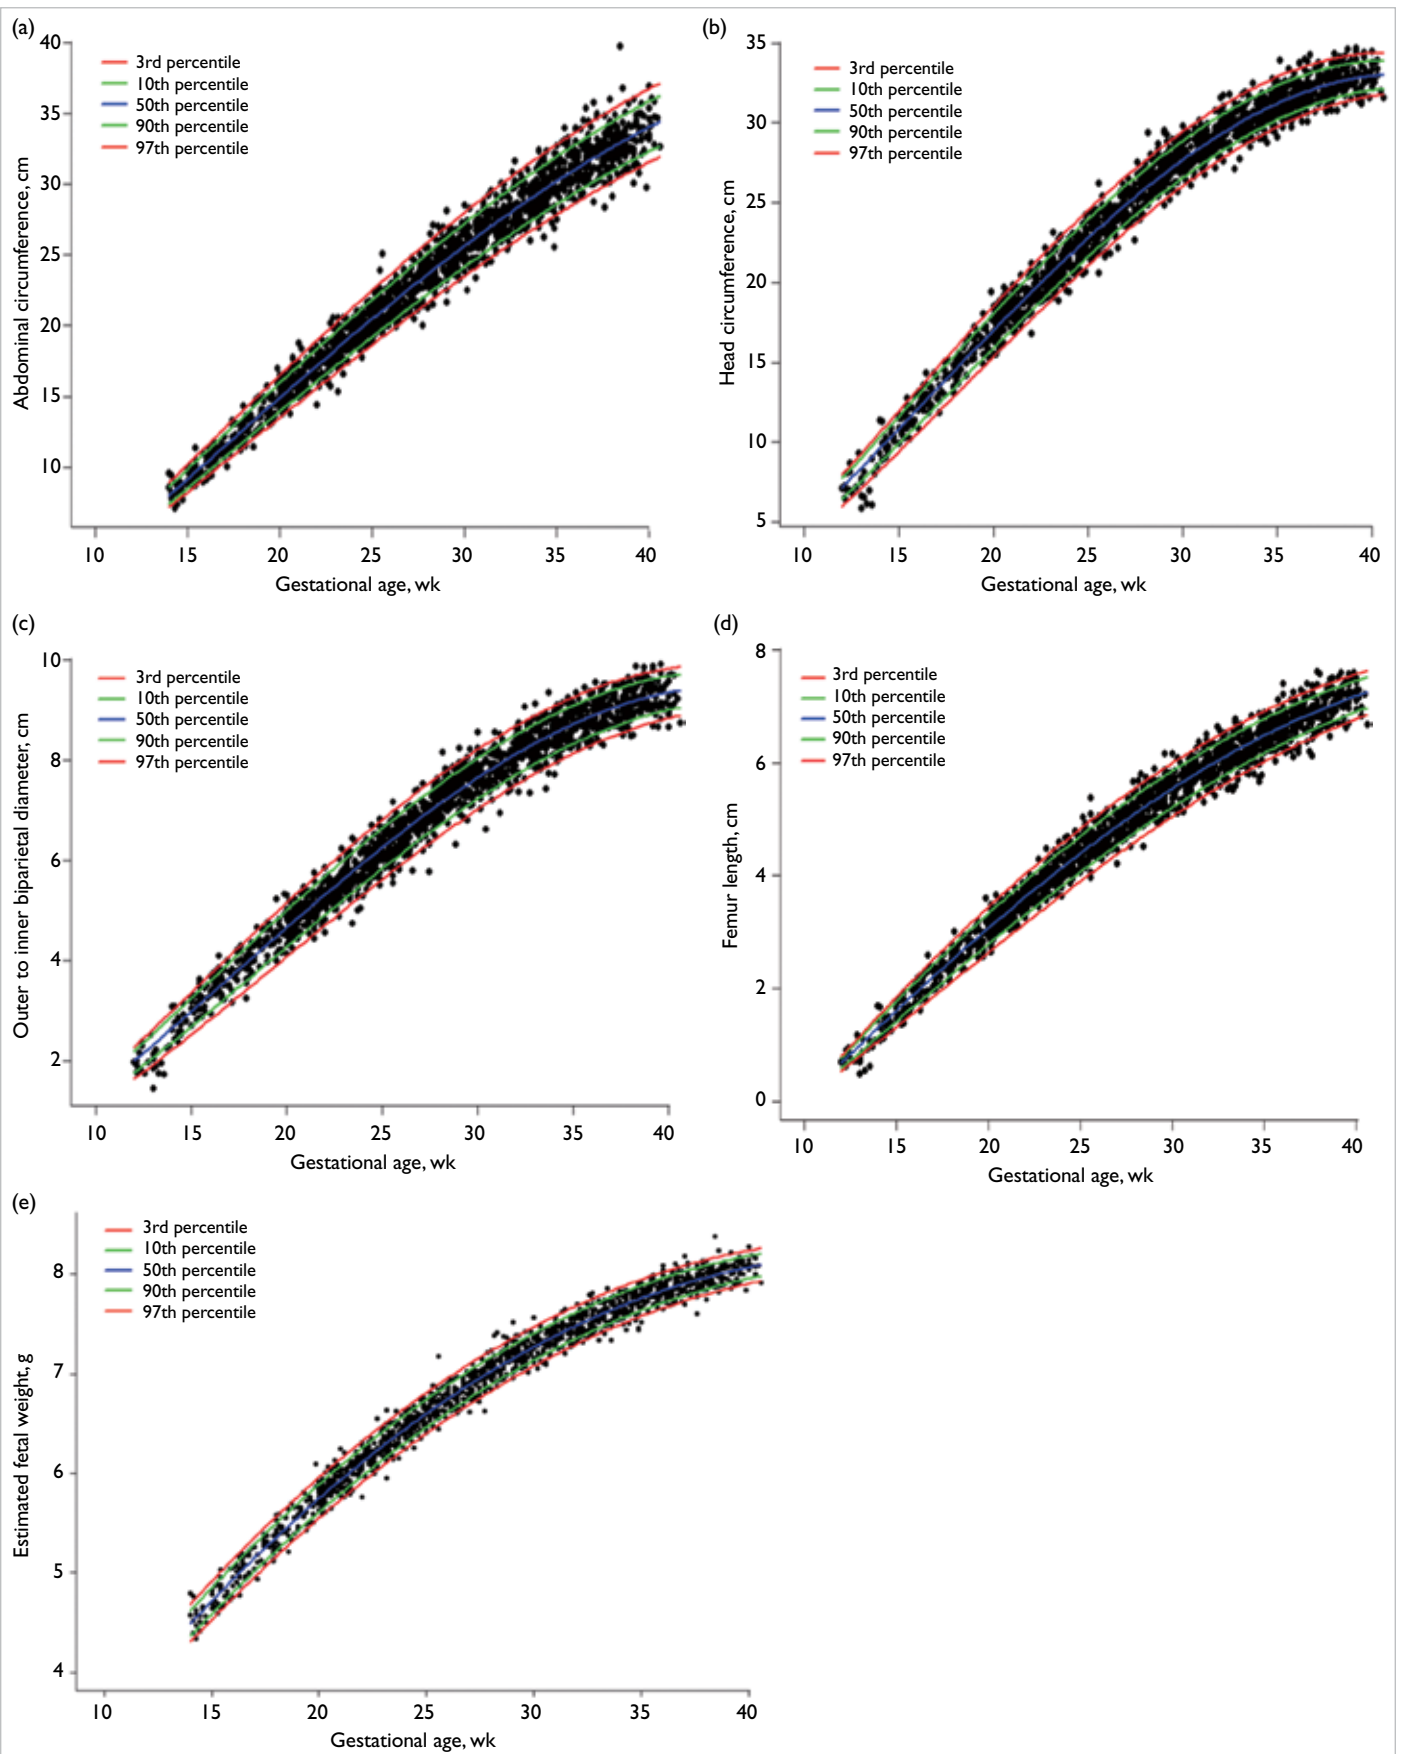 (a)
40
35
30
25
20
15
10
Abdominal circumference, cm
3rd percentile
10th percentile
50th percentile
90th percentile
97th percentile
10 15 20 25 30 35 40
Gestational age, wk
(b)
35
30
25
20
15
10
5
Head circumference, cm
3rd percentile
10th percentile
50th percentile
90th percentile
97th percentile
10 15 20 25 30 35 40
Gestational age, wk
(c)
10
8
6
4
2
Outer to inner biparietal diameter, cm
3rd percentile
10th percentile
50th percentile
90th percentile
97th percentile
10 15 20 25 30 35 40
Gestational age, wk
(d)
8
6
4
2
0
Femur length, cm
3rd percentile
10th percentile
50th percentile
90th percentile
97th percentile
10 15 20 25 30 35 40
Gestational age, wk
(e)
8
7
6
5
4
Estimated fetal weight, g
3rd percentile
10th percentile
50th percentile
90th percentile
97th percentile
10 15 20 25 30 35 40
Gestational age, wk